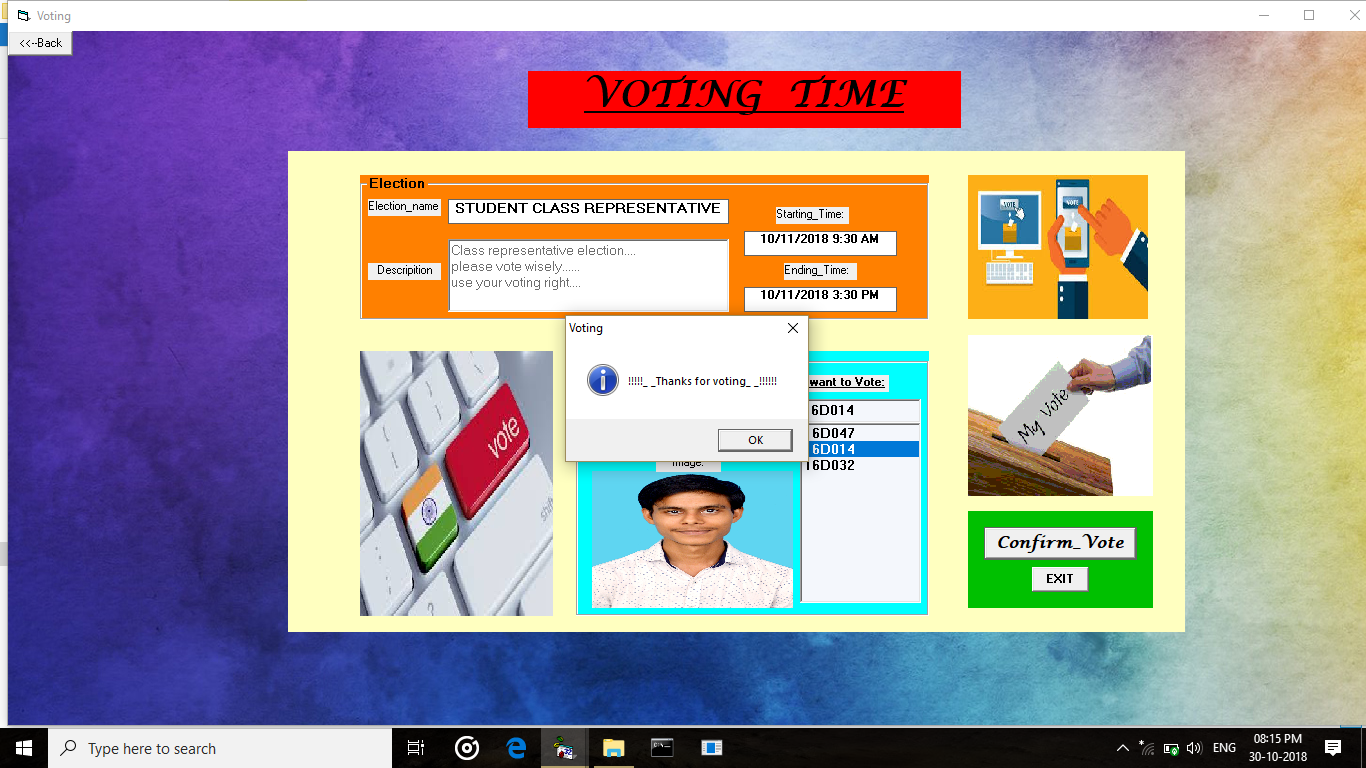 Voting
<<--Back
VOTING TIME
Election
Election_name
STUDENT CLASS REPRESENTATIVE
Starting_Time:
10/11/2018 9:30 AM
Descripition
Class representative election....
please vote wisely......
use your voting right....
Ending_Time:
10/11/2018 3:30 PM
VOTE
VOTE
Voting
!!!!!_ _Thanks for voting_ _!!!!!!
OK
want to Vote:
6D014
6D047
6D014
16D032
Image:
vote
shift
?
My Vote
Confirm_Vote
EXIT
Type here to search
ENG
08:15 PM
30-10-2018